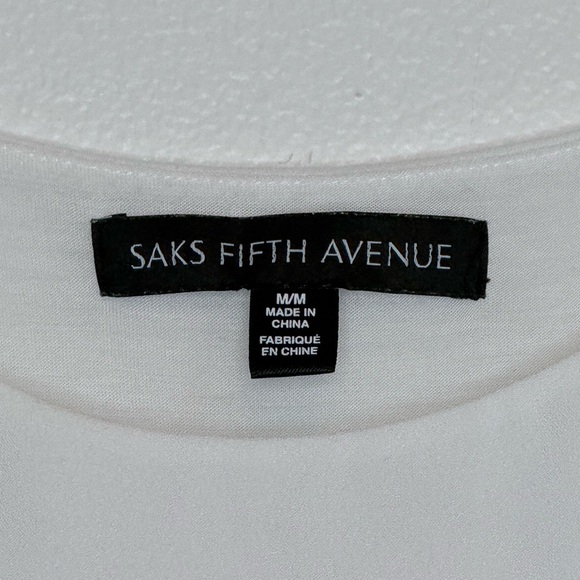 SAKS FIFTH AVENUE
M/M
MADE IN
CHINA
FABRIQUÉ
EN CHINE